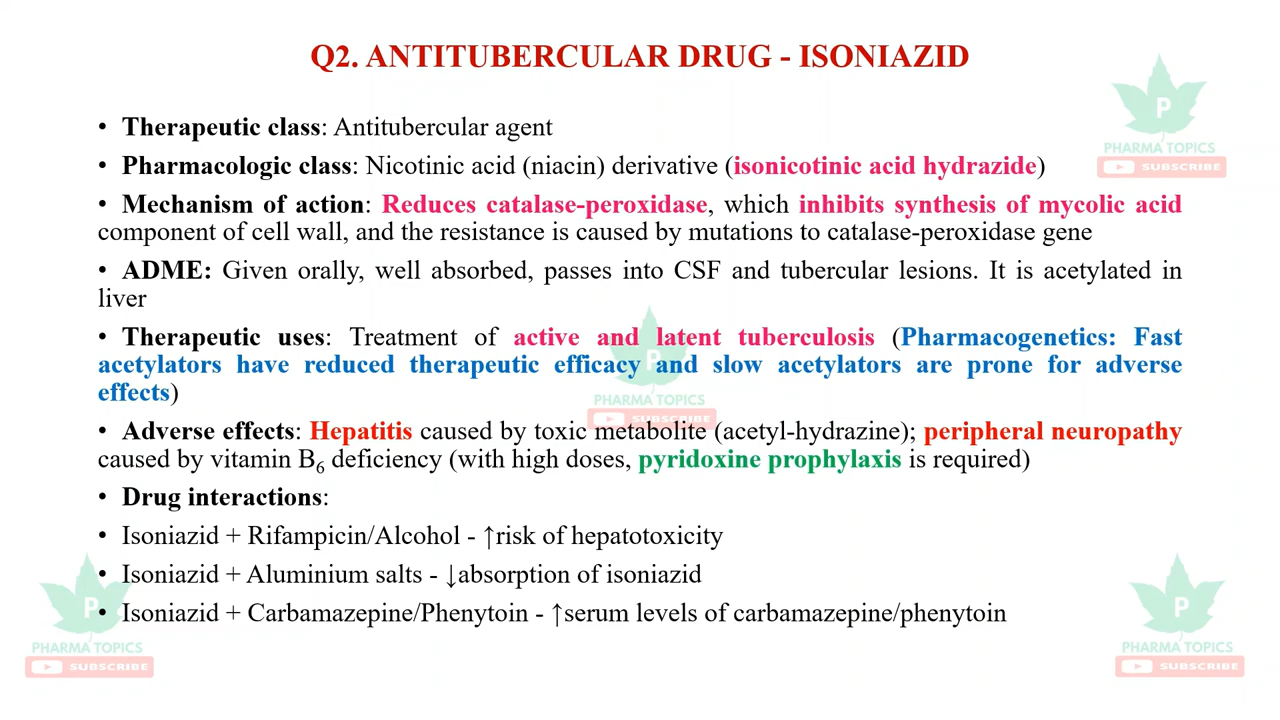 Q2. ANTITUBERCULAR DRUG - ISONIAZID
P
PHARMA TOPICS
SUBSCRIBE
• Therapeutic class: Antitubercular agent
• Pharmacologic class: Nicotinic acid (niacin) derivative (isonicotinic acid hydrazide)
• Mechanism of action: Reduces catalase-peroxidase, which inhibits synthesis of mycolic acid
component of cell wall, and the resistance is caused by mutations to catalase-peroxidase gene
• ADME: Given orally, well absorbed, passes into CSF and tubercular lesions. It is acetylated in
liver
• Therapeutic uses: Treatment of active and latent tuberculosis (Pharmacogenetics: Fast
acetylators have reduced therapeutic efficacy and slow acetylators are prone for adverse
effects)
P
PHARMA TOPICS
SUBSCRIBE
• Adverse effects: Hepatitis caused by toxic metabolite (acetyl-hydrazine); peripheral neuropathy
caused by vitamin B6 deficiency (with high doses, pyridoxine prophylaxis is required)
• Drug interactions:
• Isoniazid + Rifampicin/Alcohol - ↑risk of hepatotoxicity
• Isoniazid + Aluminium salts - ↓absorption of isoniazid
• Isoniazid + Carbamazepine/Phenytoin - ↑serum levels of carbamazepine/phenytoin
P
PHARMA TOPICS
SUBSCRIBE
P
PHARMA TOPICS
SUBSCRIBE